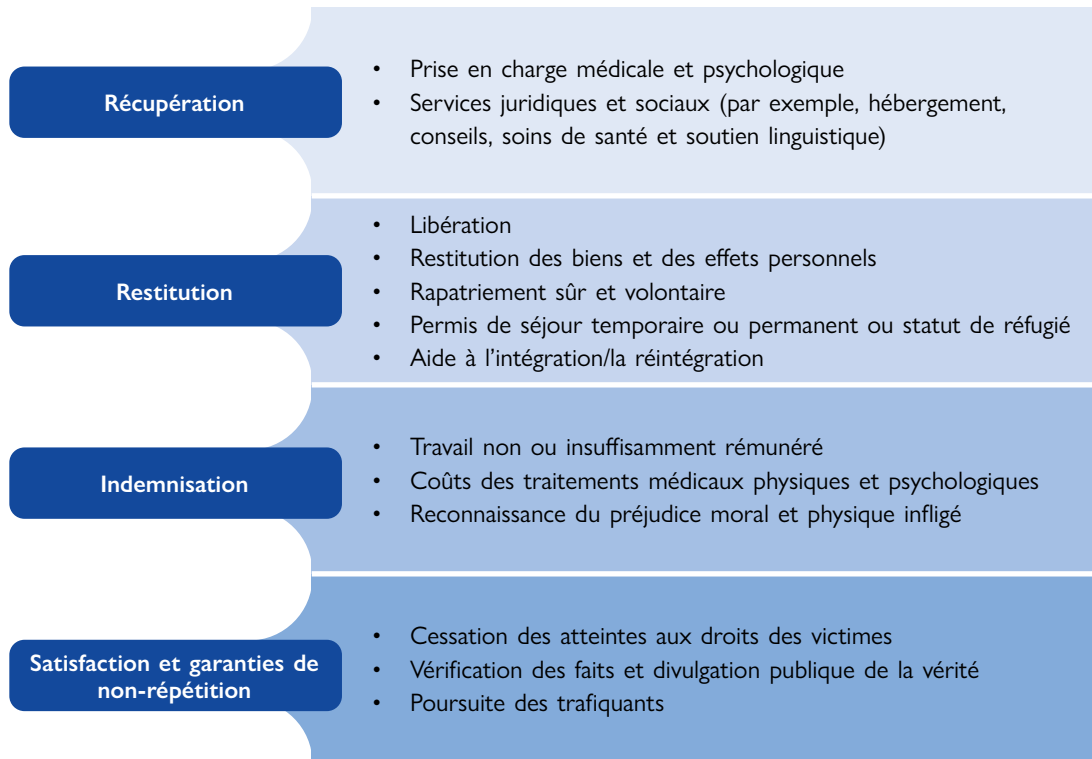 Récupération
• Prise en charge médicale et psychologique
• Services juridiques et sociaux (par exemple, hébergement,
conseils, soins de santé et soutien linguistique)
Restitution
• Libération
• Restitution des biens et des effets personnels
• Rapatriement sûr et volontaire
• Permis de séjour temporaire ou permanent ou statut de réfugié
• Aide à l’intégration/la réintégration
Indemnisation
• Travail non ou insuffisamment rémunéré
• Coûts des traitements médicaux physiques et psychologiques
• Reconnaissance du préjudice moral et physique infligé
Satisfaction et garanties de
non-répétition
• Cessation des atteintes aux droits des victimes
• Vérification des faits et divulgation publique de la vérité
• Poursuite des trafiquants